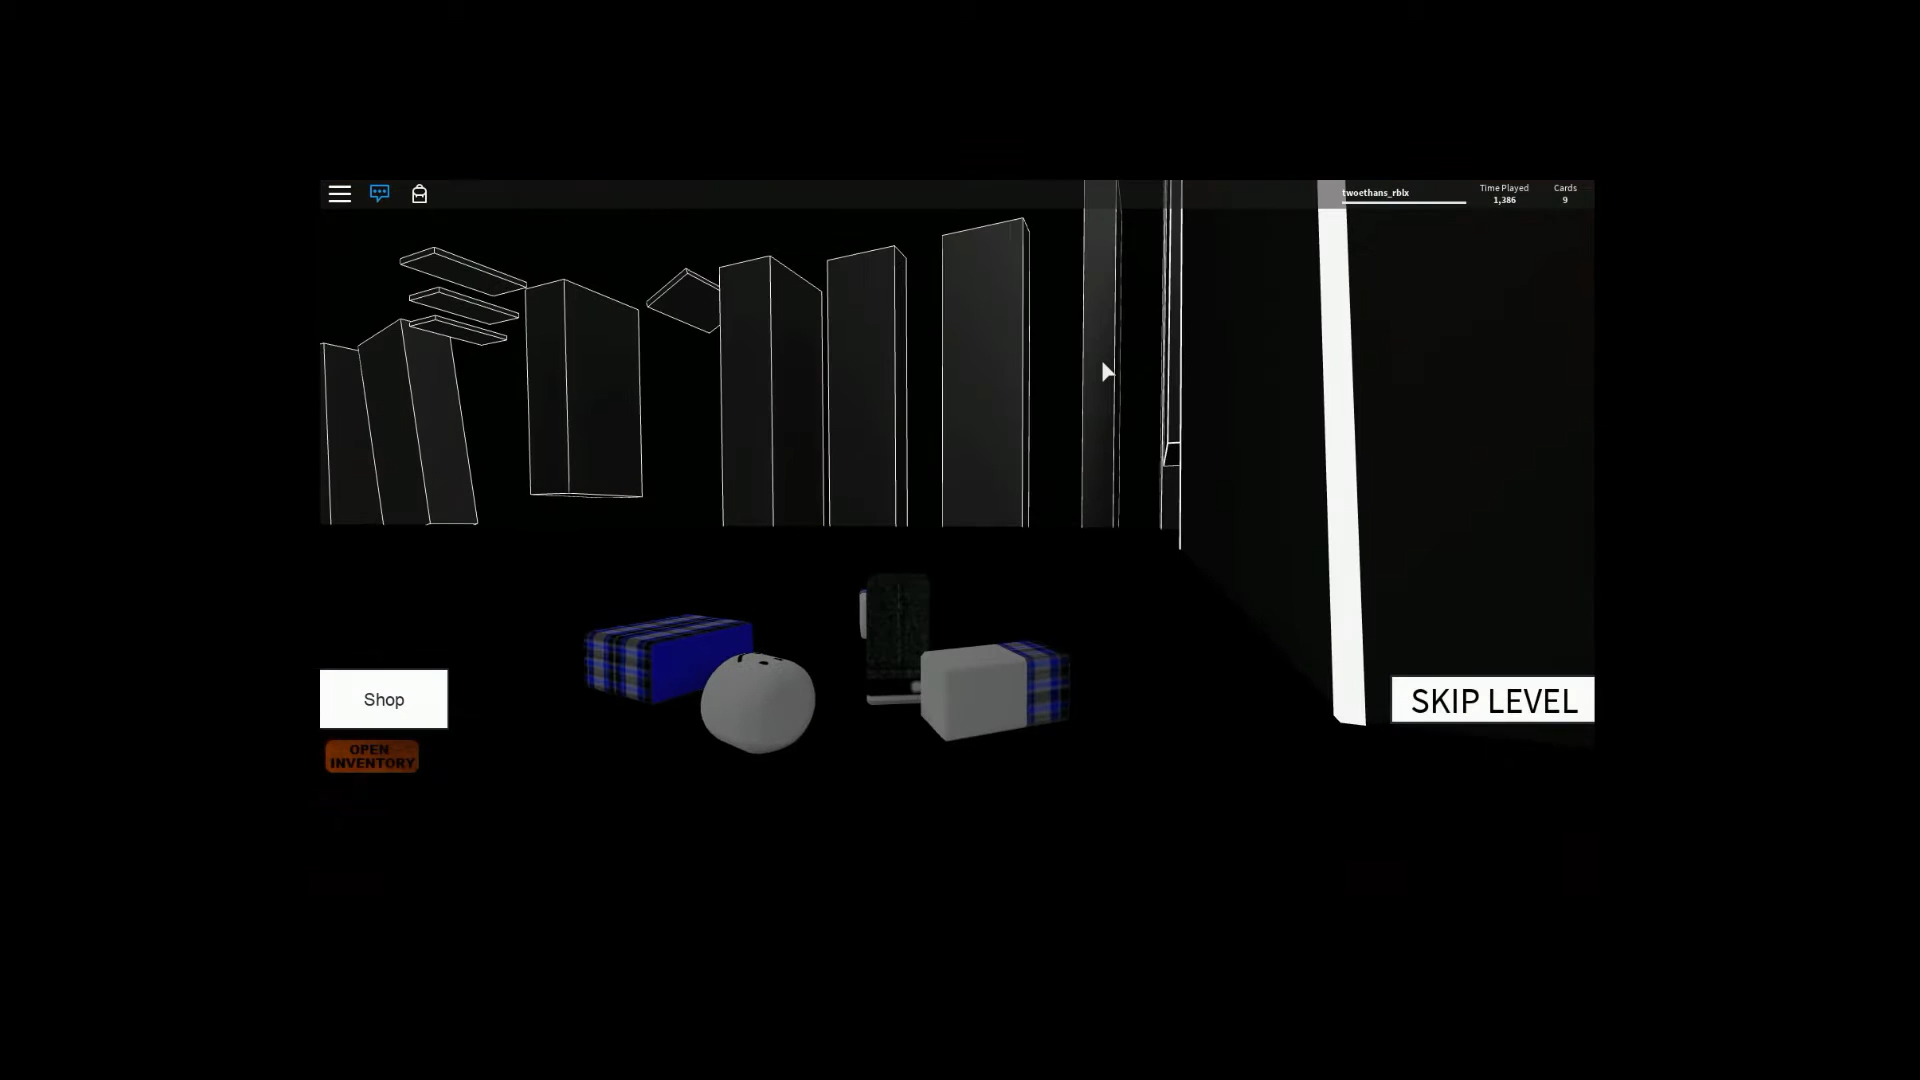 twoethans_rblx
Time Played
1,386
Cards
9
Shop
OPEN
INVENTORY
SKIP LEVEL